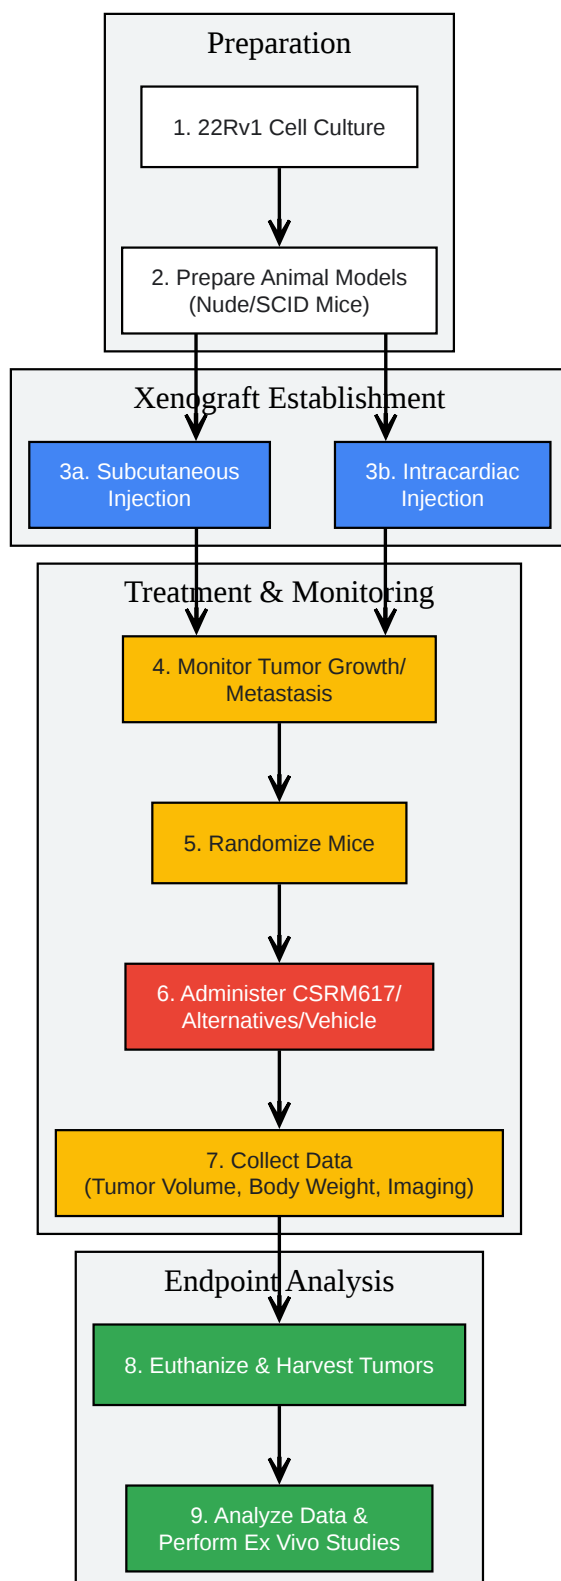 Preparation
1. 22Rv1 Cell Culture
2. Prepare Animal Models
(Nude/SCID Mice)
Xenograft Establishment
3a. Subcutaneous
Injection
3b. Intracardiac
Injection
Treatment & Monitoring
4. Monitor Tumor Growth/
Metastasis
5. Randomize Mice
6. Administer CSRM617/
Alternatives/Vehicle
7. Collect Data
(Tumor Volume, Body Weight, Imaging)
Endpoint Analysis
8. Euthanize & Harvest Tumors
9. Analyze Data &
Perform Ex Vivo Studies